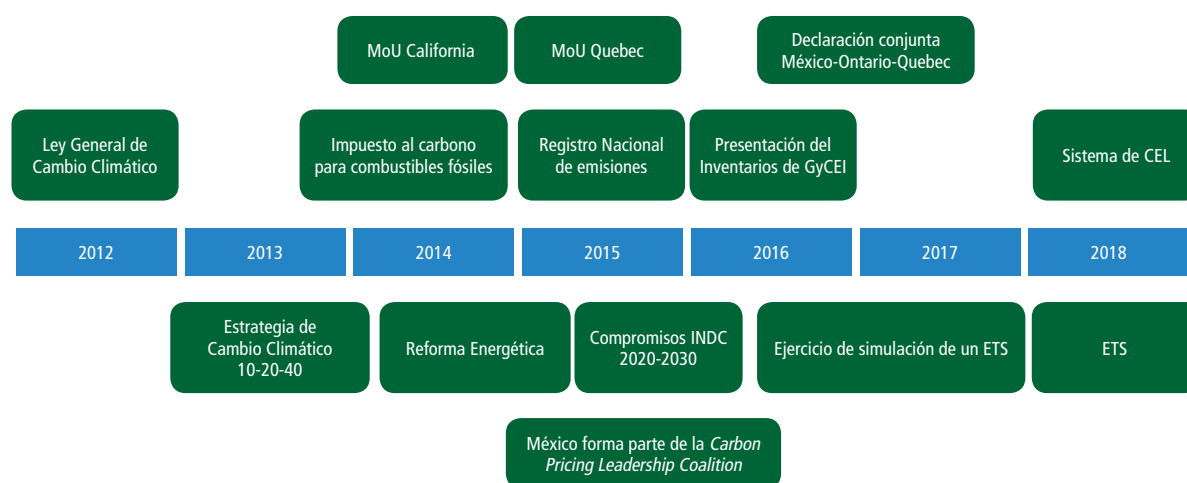 MoU California
MoU Quebec
Declaración conjunta
México-Ontario-Quebec
Ley General de
Cambio Climático
Impuesto al carbono
para combustibles fósiles
Registro Nacional
de emisiones
Presentación del
Inventarios de GyCEI
Sistema de CEL
2012
2013
2014
2015
2016
2017
2018
Estrategia de
Cambio Climático
10-20-40
Reforma Energética
Compromisos INDC
2020-2030
Ejercicio de simulación de un ETS
ETS
México forma parte de la Carbon
Pricing Leadership Coalition